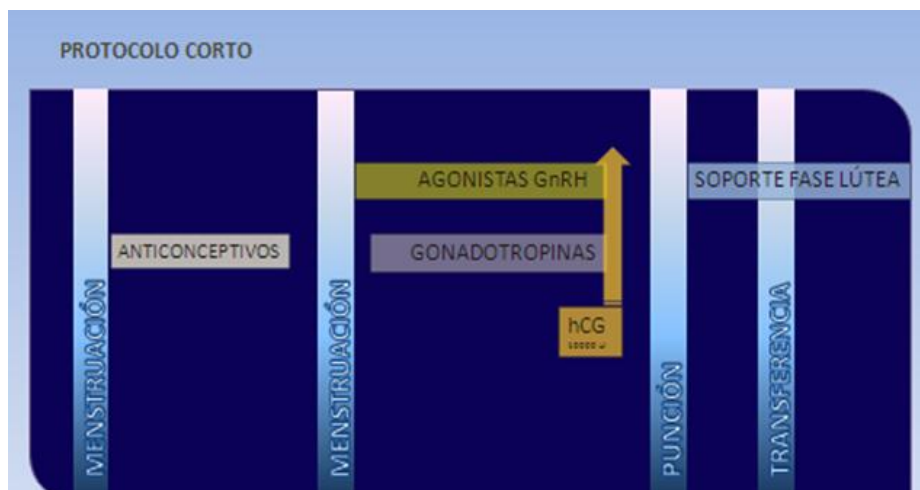 PROTOCOLO CORTO
MENSTRUACIÓN
ANTICONCEPTIVOS
MENSTRUACIÓN
AGONISTAS GnRH
GONADOTROPINAS
hCG
PUNCIÓN
SOPORTE FASE LÚTEA
TRANSFERENCIA